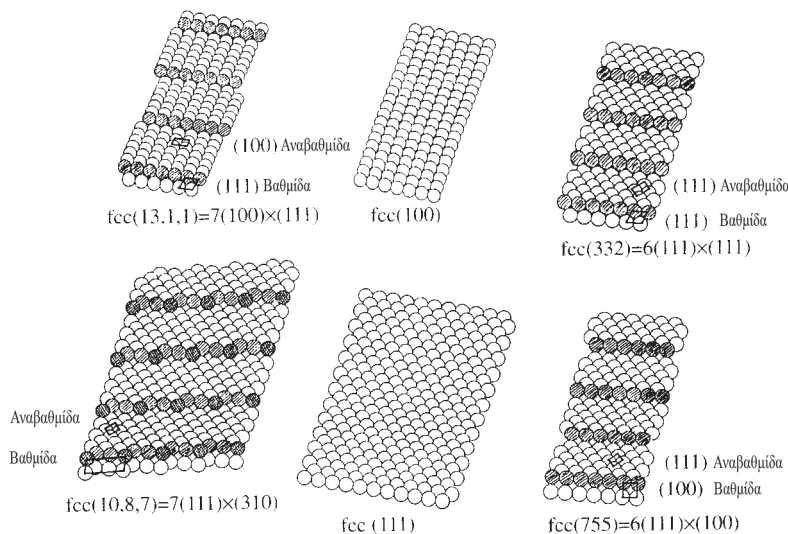 (100) Αναβαθμίδα
(111) Βαθμίδα
fcc(13,1,1)=7(100)×(111)
fcc(100)
(111) Αναβαθμίδα
(111) Βαθμίδα
fcc(332)=6(111)×(111)
Αναβαθμίδα
Βαθμίδα
fcc(10,8,7)=7(111)×(310)
fcc (111)
(111) Αναβαθμίδα
(100) Βαθμίδα
fcc(755)=6(111)×(100)